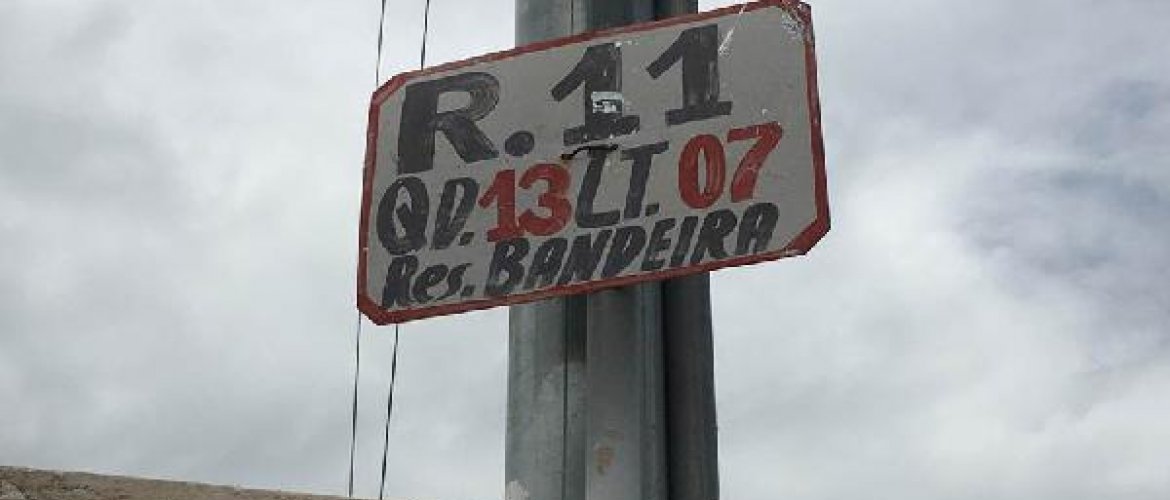 R. 11
QD. 13 LT. 07
Res. BANDEIRA